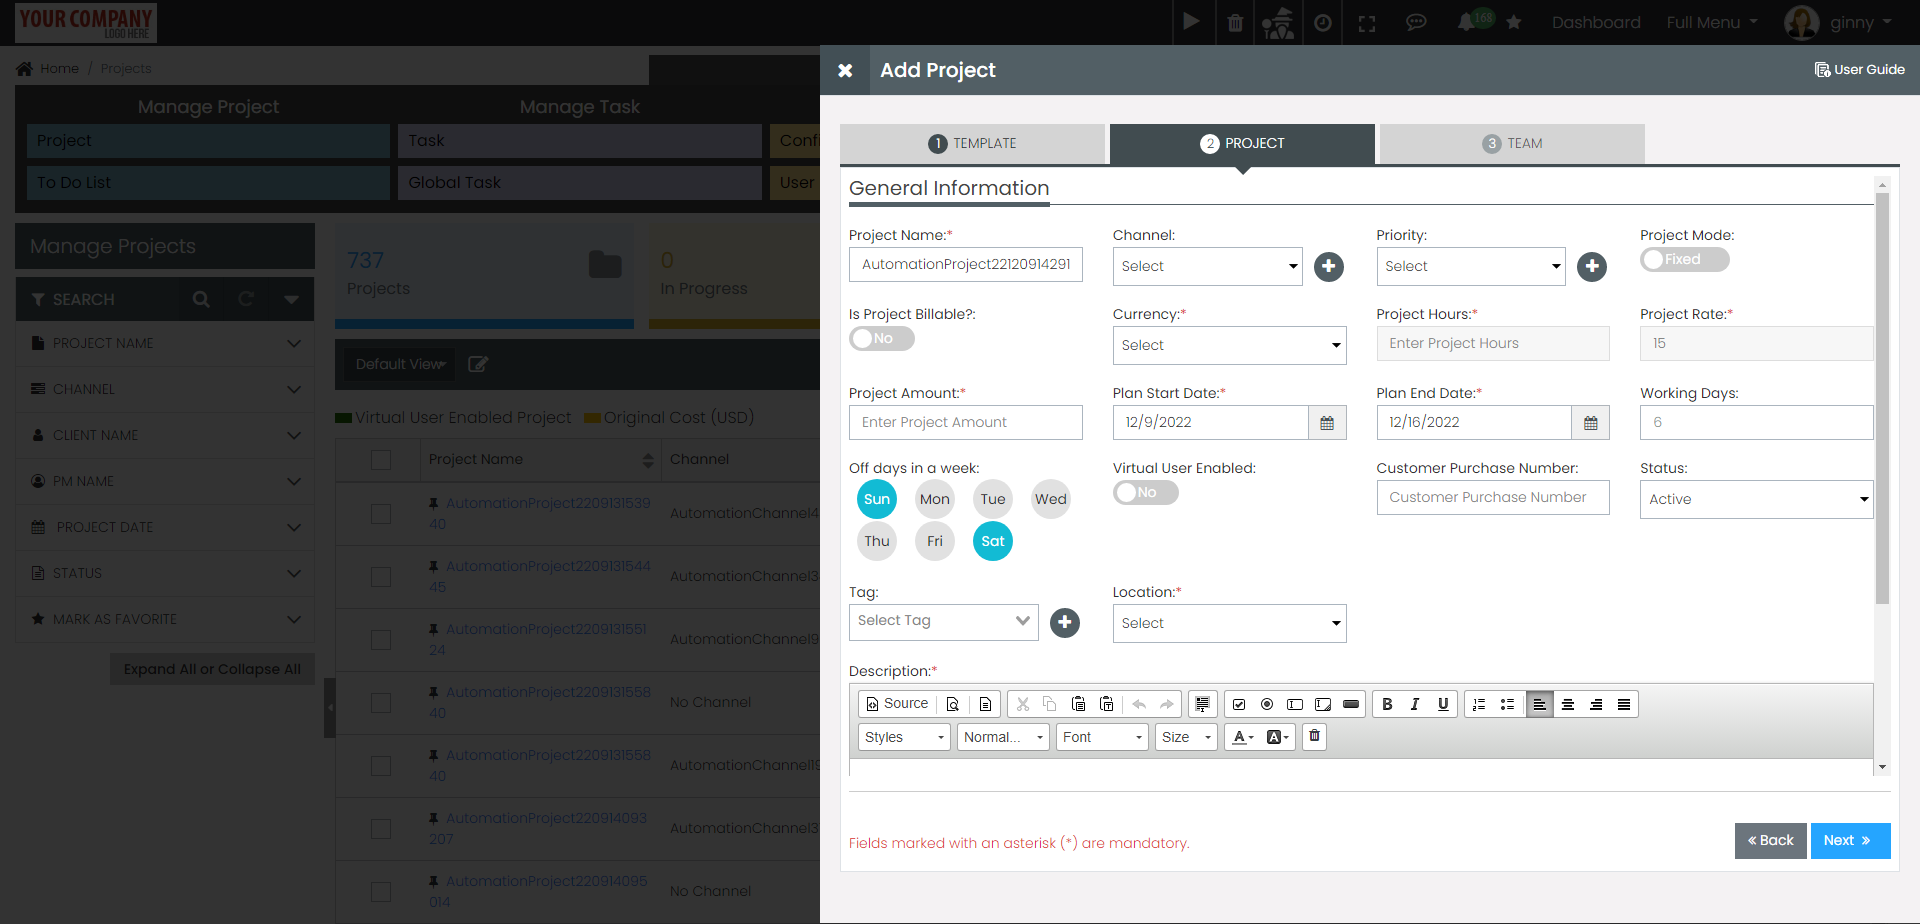 YOUR COMPANY
LOGO HERE
168
Dashboard
Full Menu
ginny
Home / Projects
Manage Project
Manage Task
Project
Task
Confi
To Do List
Global Task
User
Manage Projects
SEARCH
PROJECT NAME
CHANNEL
CLIENT NAME
PM NAME
PROJECT DATE
STATUS
MARK AS FAVORITE
Expand All or Collapse All
737
Projects
0
In Progress
Default View
Virtual User Enabled Project
Original Cost (USD)
Project Name
Channel
AutomationProject2209131539
40
AutomationChannel4
AutomationProject2209131544
45
AutomationChannel3
AutomationProject2209131551
24
AutomationChannel9
AutomationProject2209131558
40
No Channel
AutomationProject2209131558
40
AutomationChannel19
AutomationProject220914093
207
AutomationChannel3
AutomationProject220914095
014
No Channel
Add Project
User Guide
1 TEMPLATE
2 PROJECT
3 TEAM
General Information
Project Name:*
Channel:
Priority:
Project Mode:
AutomationProject22120914291
Select
Select
Fixed
Is Project Billable?:
Currency:*
Project Hours:*
Project Rate:*
No
Select
Enter Project Hours
15
Project Amount:*
Plan Start Date:*
Plan End Date:*
Working Days:
Enter Project Amount
12/9/2022
12/16/2022
6
Off days in a week:
Virtual User Enabled:
Customer Purchase Number:
Status:
Sun Mon Tue Wed
No
Customer Purchase Number
Active
Thu Fri Sat
Tag:
Location:*
Select Tag
Select
Description:*
Source
B I U
Styles
Normal...
Font
Size
A
A
Fields marked with an asterisk (*) are mandatory.
« Back
Next »